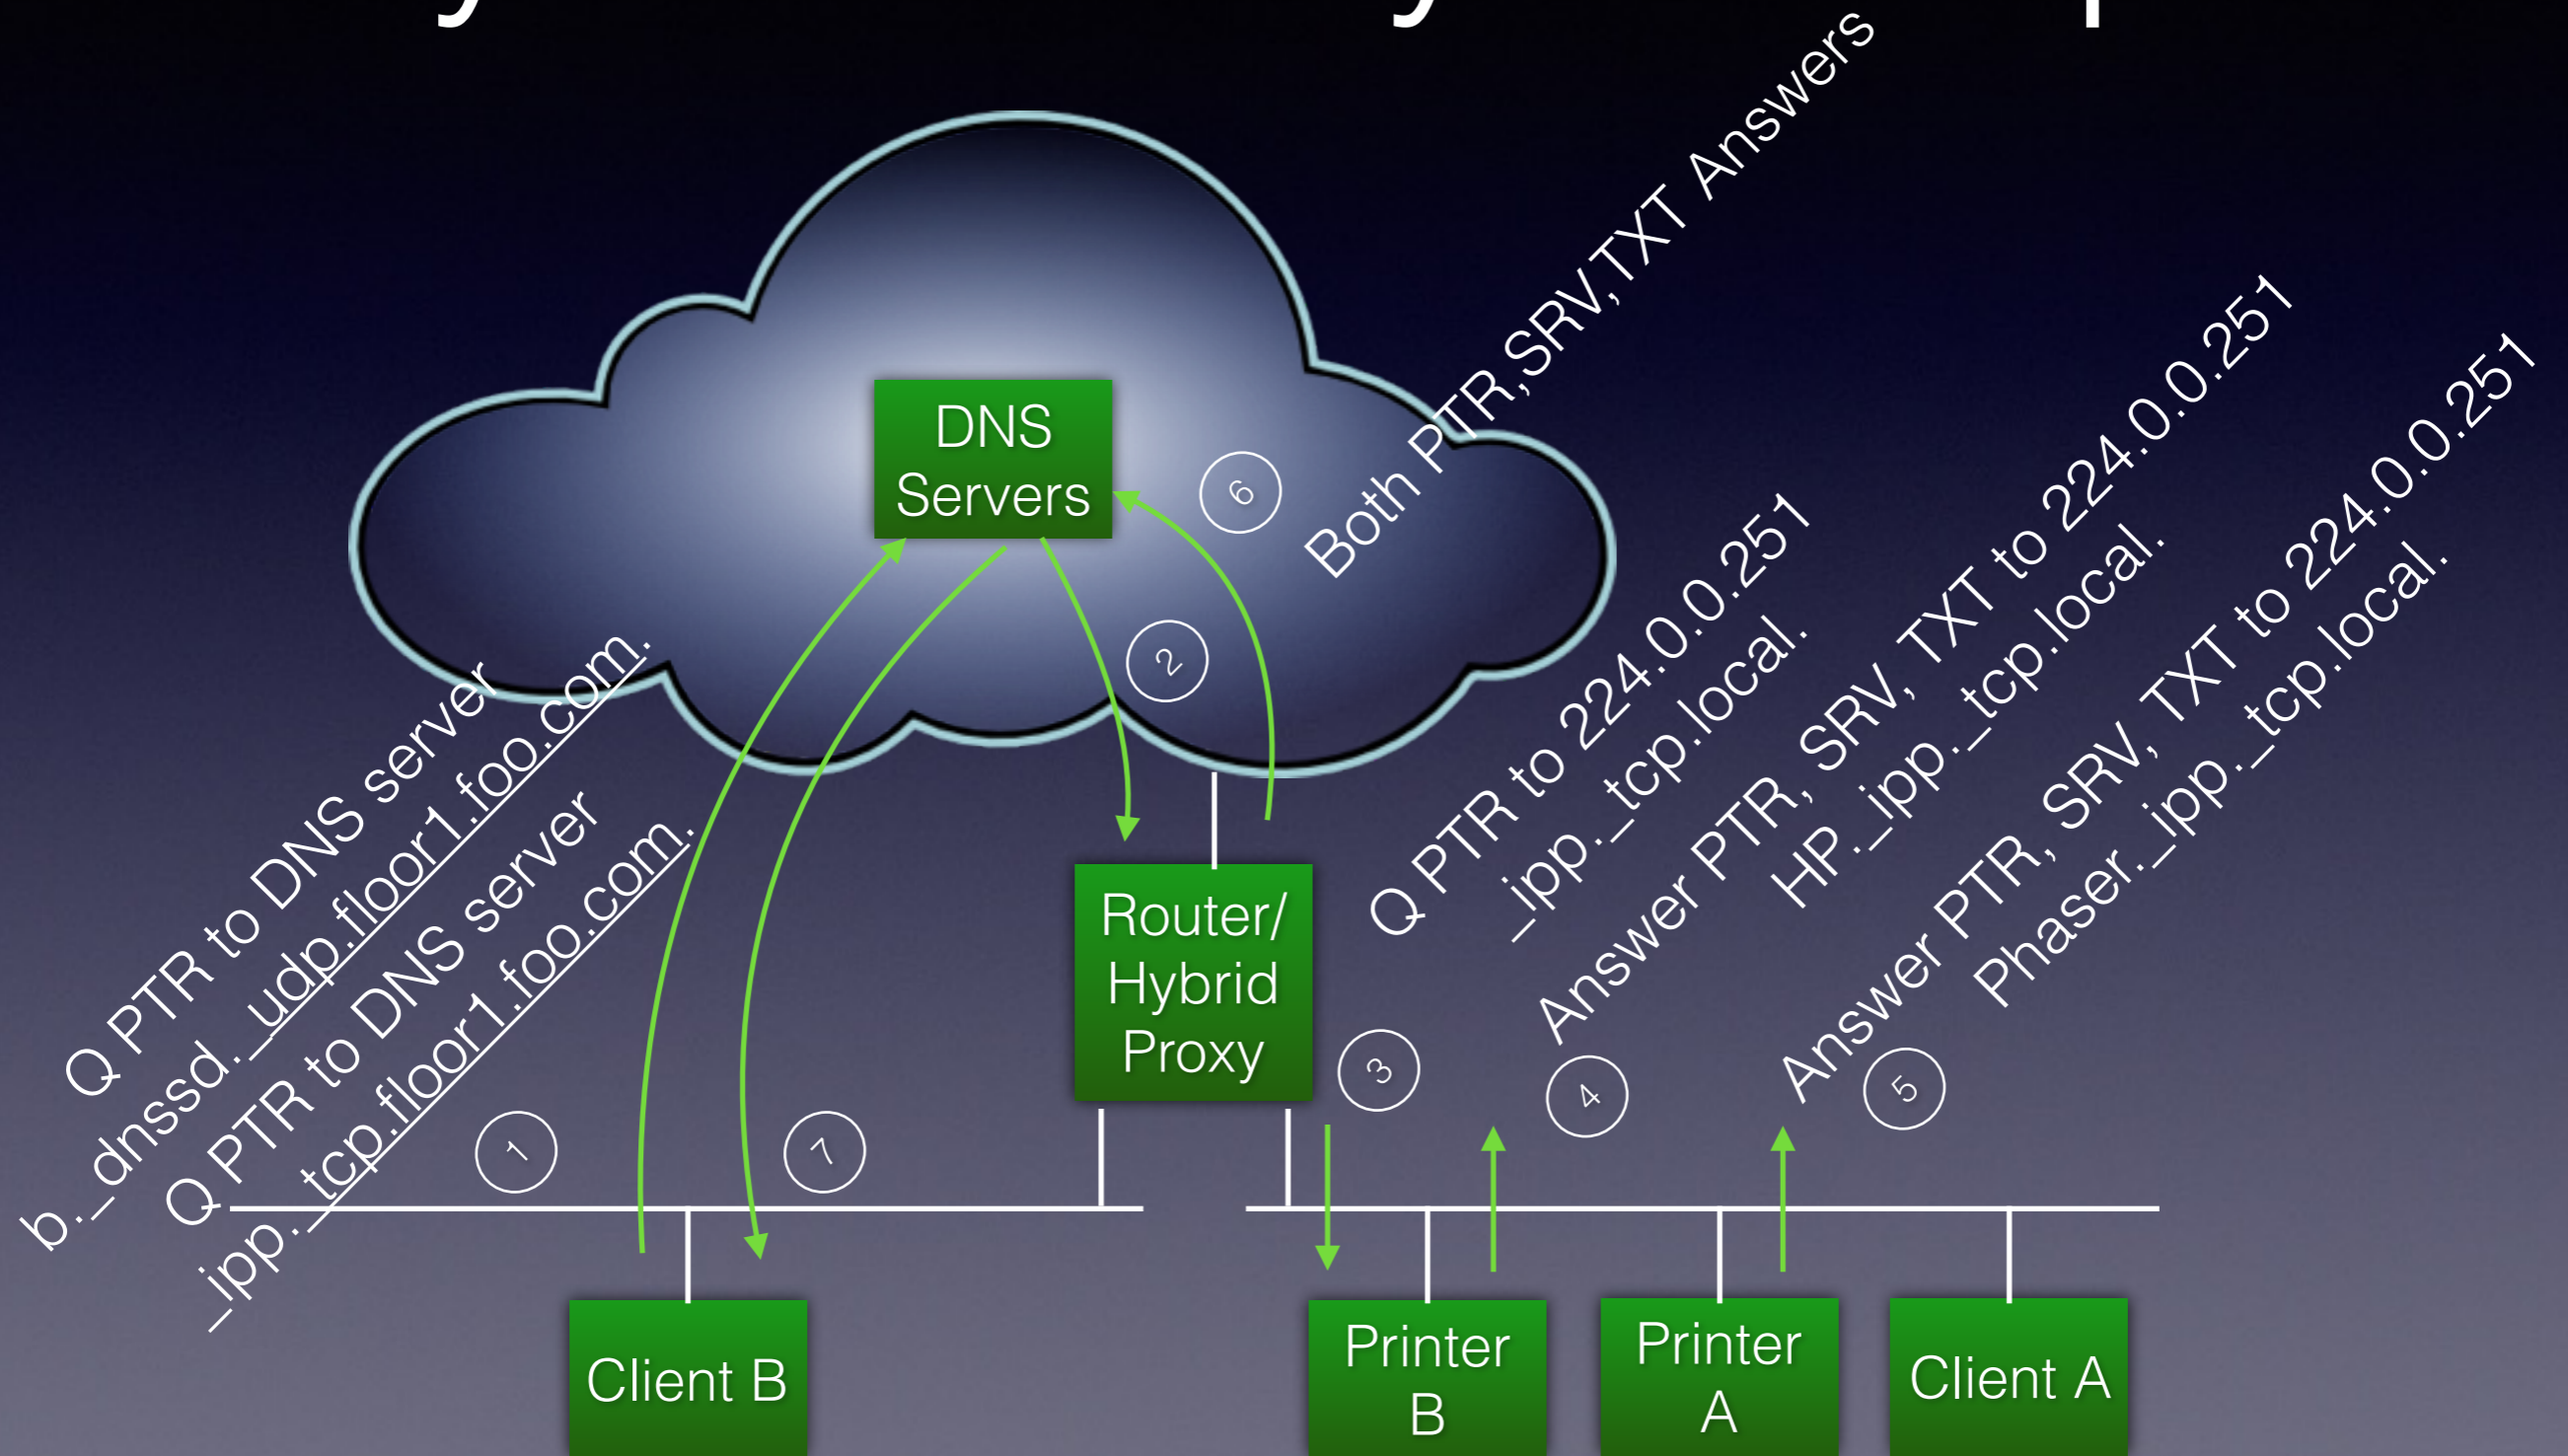 DNS
Servers
6
Both PTR,SRV,TXT Answers
2
Q PTR to DNS server
b._dnssd._udp.floor1.foo.com.
Q PTR to DNS server
_ipp._tcp.floor1.foo.com.
1
7
Router/
Hybrid
Proxy
Q PTR to 224.0.0.251
_ipp._tcp.local.
3
Answer PTR, SRV, TXT to 224.0.0.251
HP._ipp._tcp.local.
4
Answer PTR, SRV, TXT to 224.0.0.251
Phaser._ipp._tcp.local.
5
Client B
Printer
B
Printer
A
Client A